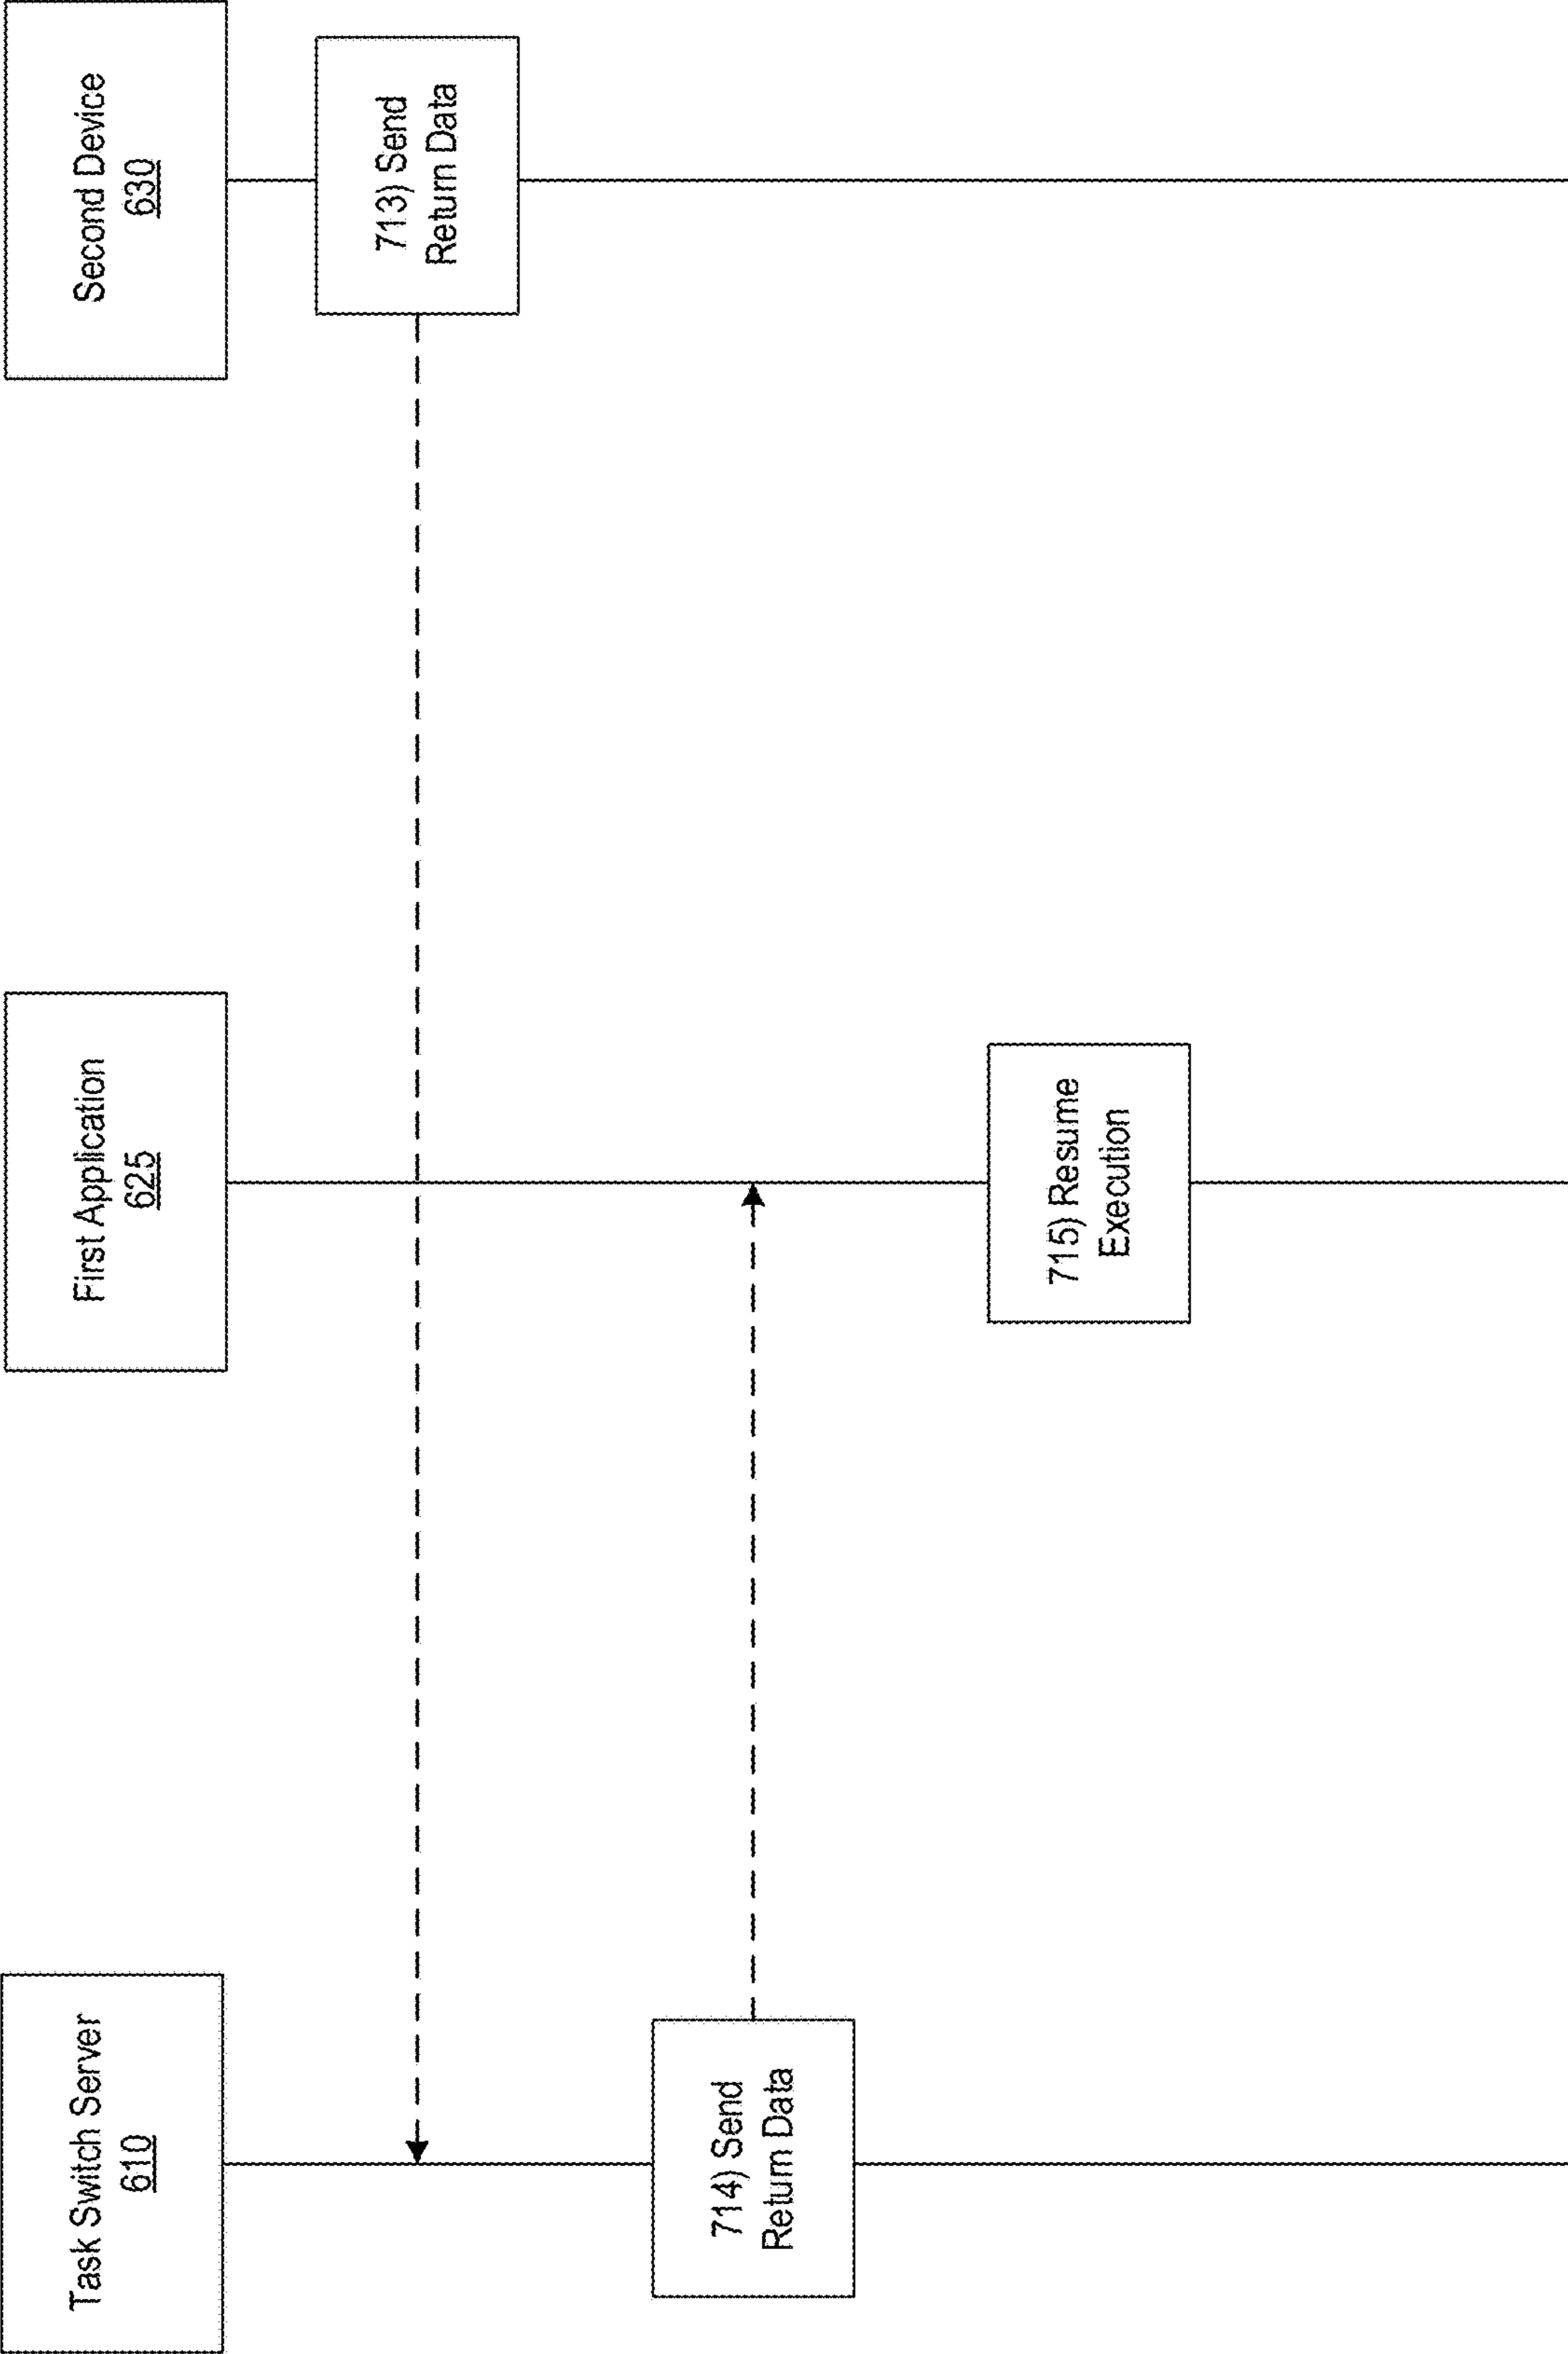 Task Switch Server
610
First Application
625
Second Device
630
713) Send
Return Data
714) Send
Return Data
715) Resume
Execution